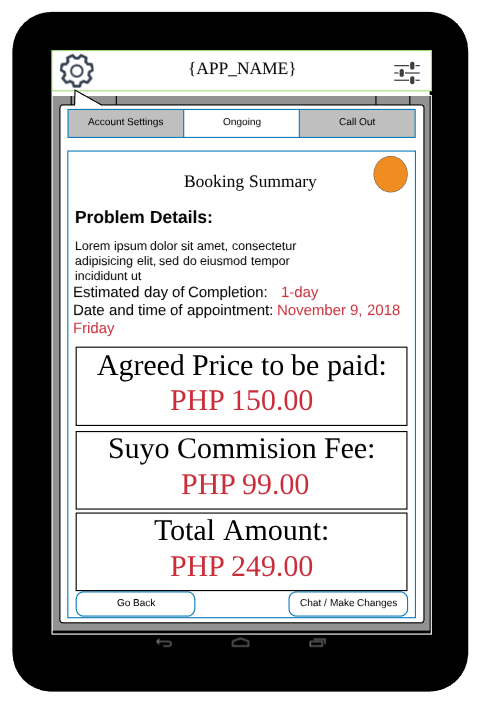 {APP_NAME}
Account Settings
Ongoing
Call Out
Booking Summary
Problem Details:
Lorem ipsum dolor sit amet, consectetur
adipisicing elit, sed do eiusmod tempor
incididunt ut
Estimated day of Completion: 1-day
Date and time of appointment: November 9, 2018
Friday
Agreed Price to be paid:
PHP 150.00
Suyo Commision Fee:
PHP 99.00
Total Amount:
PHP 249.00
Go Back
Chat / Make Changes